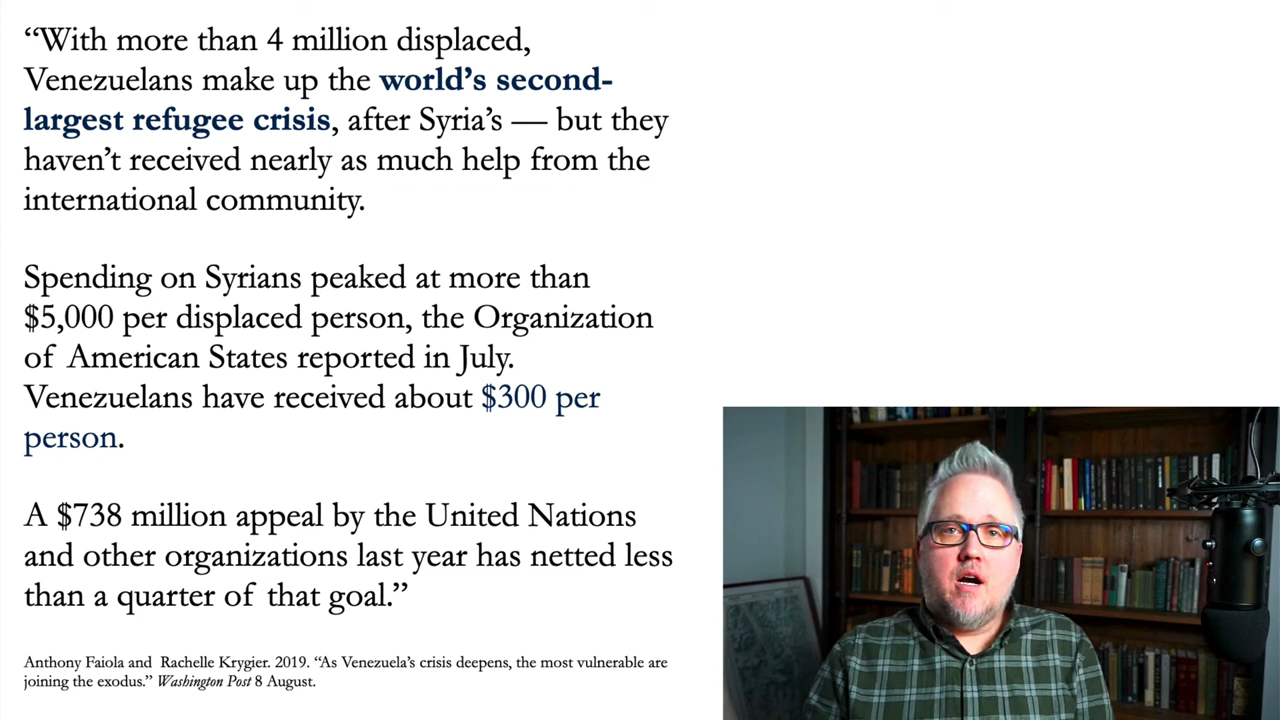 “With more than 4 million displaced,
Venezuelans make up the world’s second-
largest refugee crisis, after Syria’s — but they
haven’t received nearly as much help from the
international community.
Spending on Syrians peaked at more than
$5,000 per displaced person, the Organization
of American States reported in July.
Venezuelans have received about $300 per
person.
A $738 million appeal by the United Nations
and other organizations last year has netted less
than a quarter of that goal.”
Anthony Faiola and Rachelle Krygier. 2019. “As Venezuela’s crisis deepens, the most vulnerable are
joining the exodus.” Washington Post 8 August.